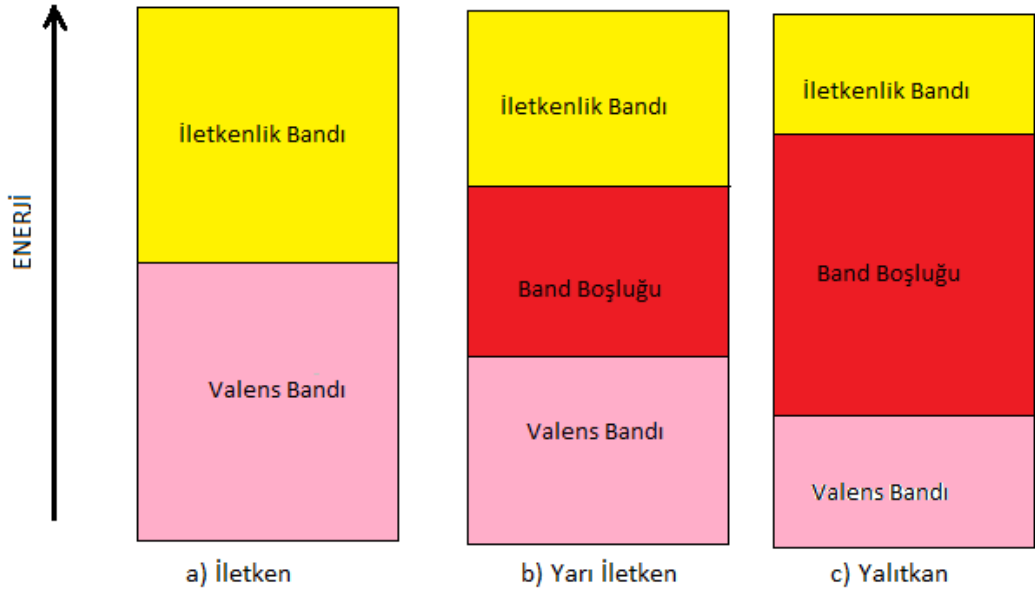 ENERJİ
İletkenlik Bandı
Valens Bandı
a) İletken
İletkenlik Bandı
Band Boşluğu
Valens Bandı
b) Yarı İletken
İletkenlik Bandı
Band Boşluğu
Valens Bandı
c) Yalıtkan